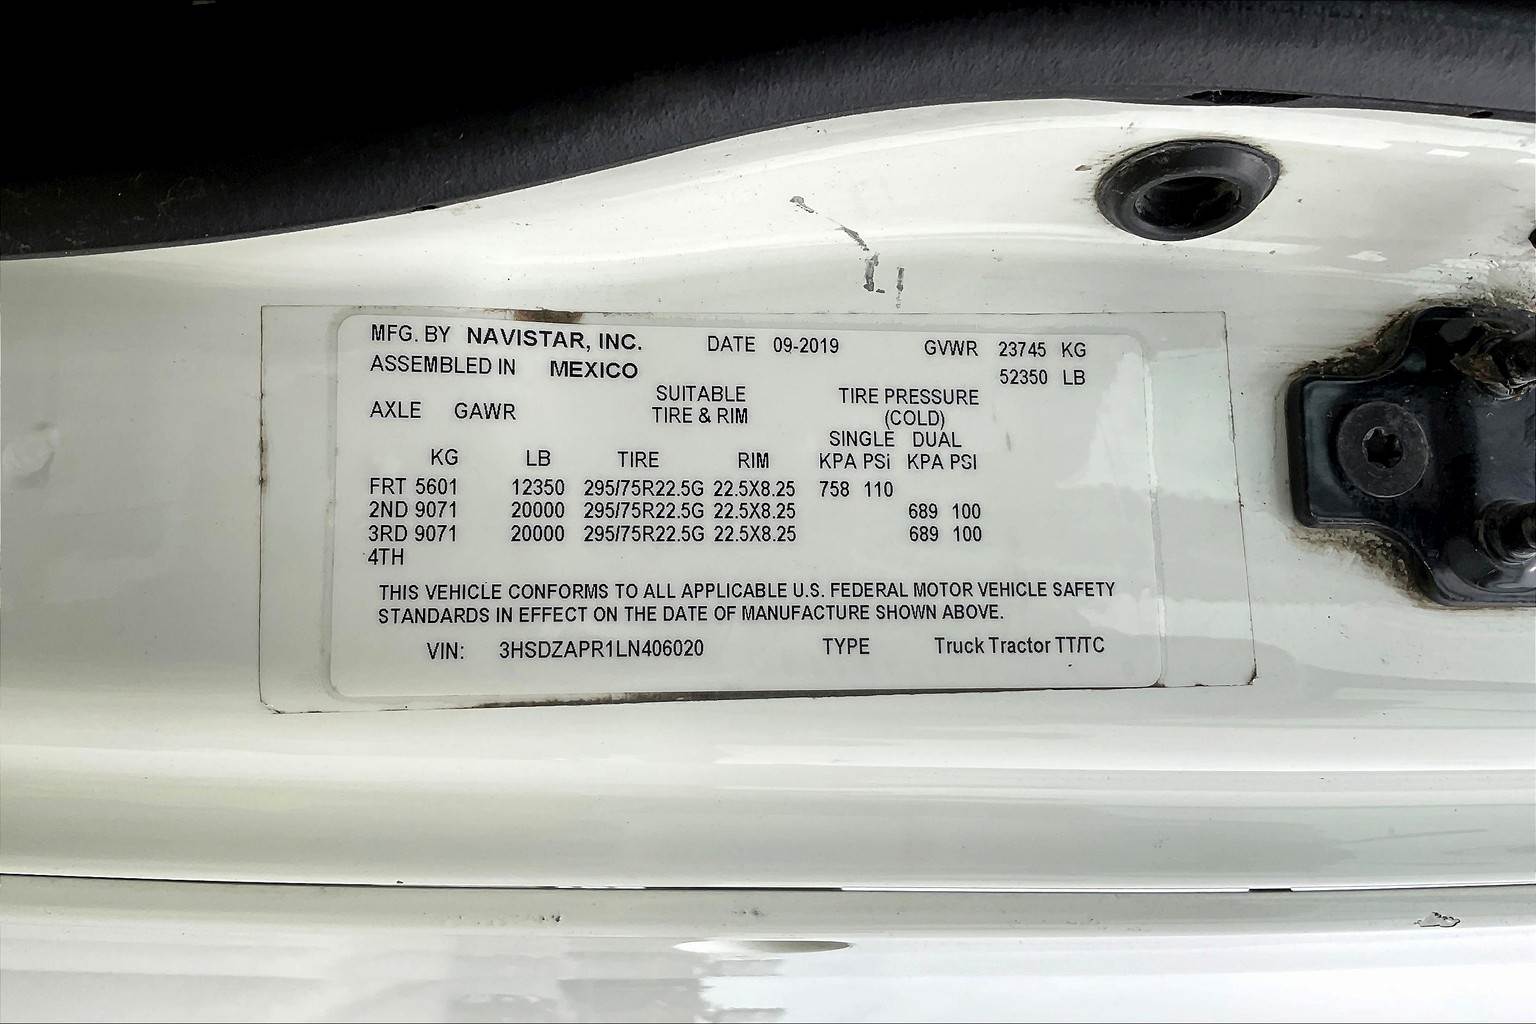 MFG. BY NAVISTAR, INC. DATE 09-2019 GVWR 23745 KG
ASSEMBLED IN MEXICO 52350 LB
SUITABLE TIRE PRESSURE
AXLE GAWR TIRE & RIM (COLD)
SINGLE DUAL
KG LB TIRE RIM KPA PSi KPA PSI
FRT 5601 12350 295/75R22.5G 22.5X8.25 758 110
2ND 9071 20000 295/75R22.5G 22.5X8.25 689 100
3RD 9071 20000 295/75R22.5G 22.5X8.25 689 100
4TH
THIS VEHICLE CONFORMS TO ALL APPLICABLE U.S. FEDERAL MOTOR VEHICLE SAFETY
STANDARDS IN EFFECT ON THE DATE OF MANUFACTURE SHOWN ABOVE.
VIN: 3HSDZAPR1LN406020 TYPE Truck Tractor TT/TC